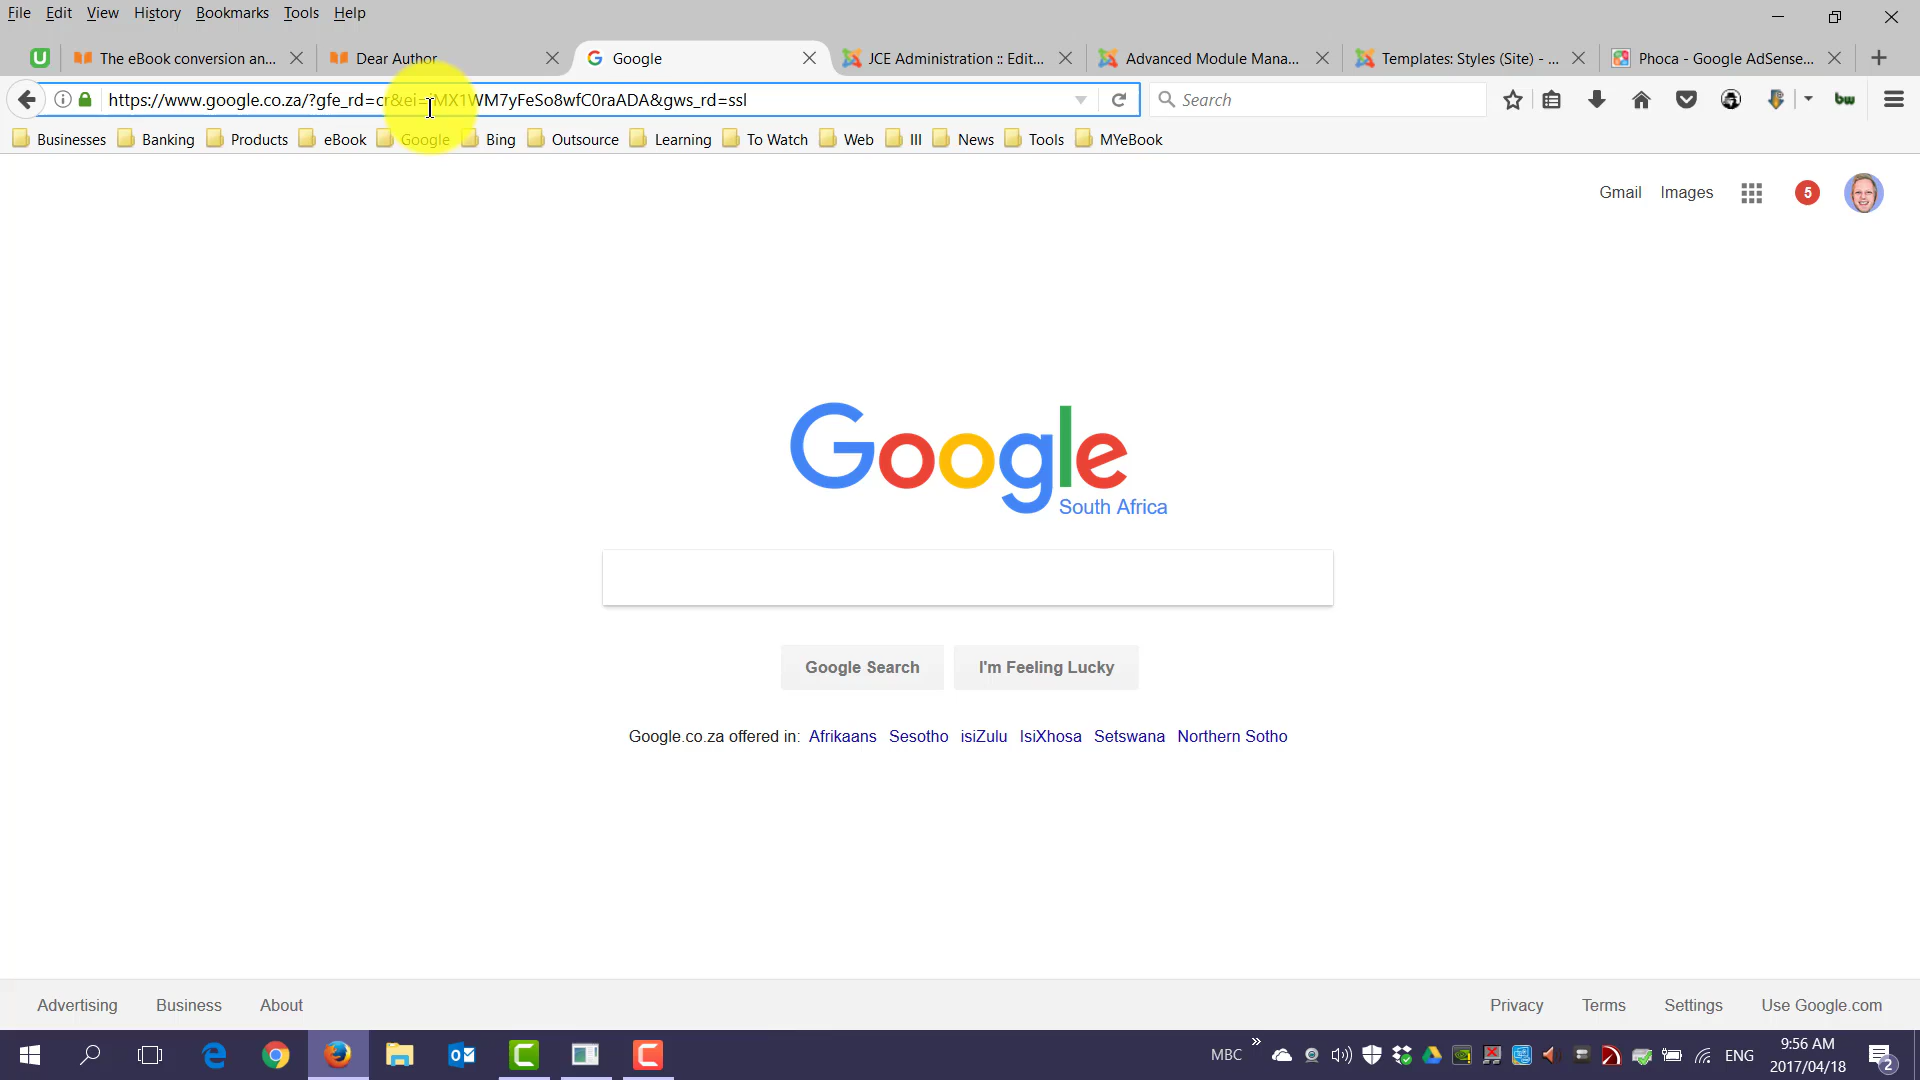 File Edit View History Bookmarks Tools Help
The eBook conversion an... Dear Author Google JCE Administration :: Edit... Advanced Module Mana... Templates: Styles (Site) - ... Phoca - Google AdSense...
https://www.google.co.za/?gfe_rd=cr&ei=jMX1WM7yFeSo8wfC0raADA&gws_rd=ssl Search bw
Businesses Banking Products eBook Google Bing Outsource Learning To Watch Web III News Tools MYeBook
Gmail Images 5
Google
South Africa
Google Search I'm Feeling Lucky
Google.co.za offered in: Afrikaans Sesotho isiZulu IsiXhosa Setswana Northern Sotho
Advertising Business About Privacy Terms Settings Use Google.com
MBC ENG 9:56 AM
2017/04/18 2